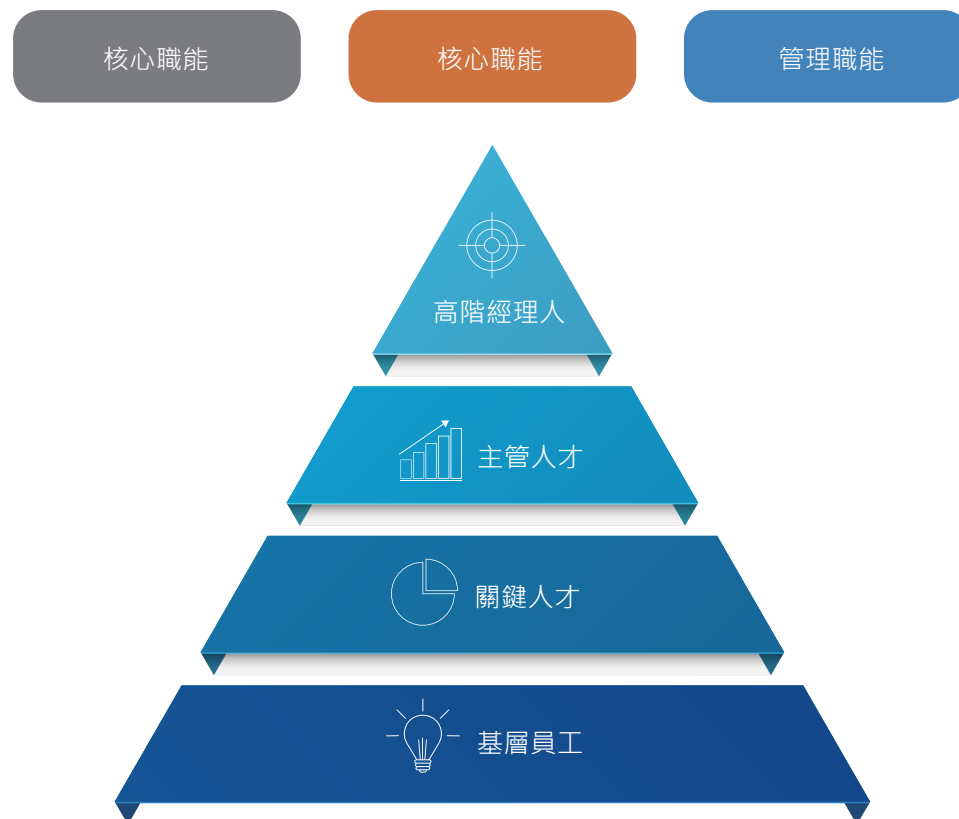 核心職能
核心職能
管理職能
高階經理人
主管人才
關鍵人才
基層員工